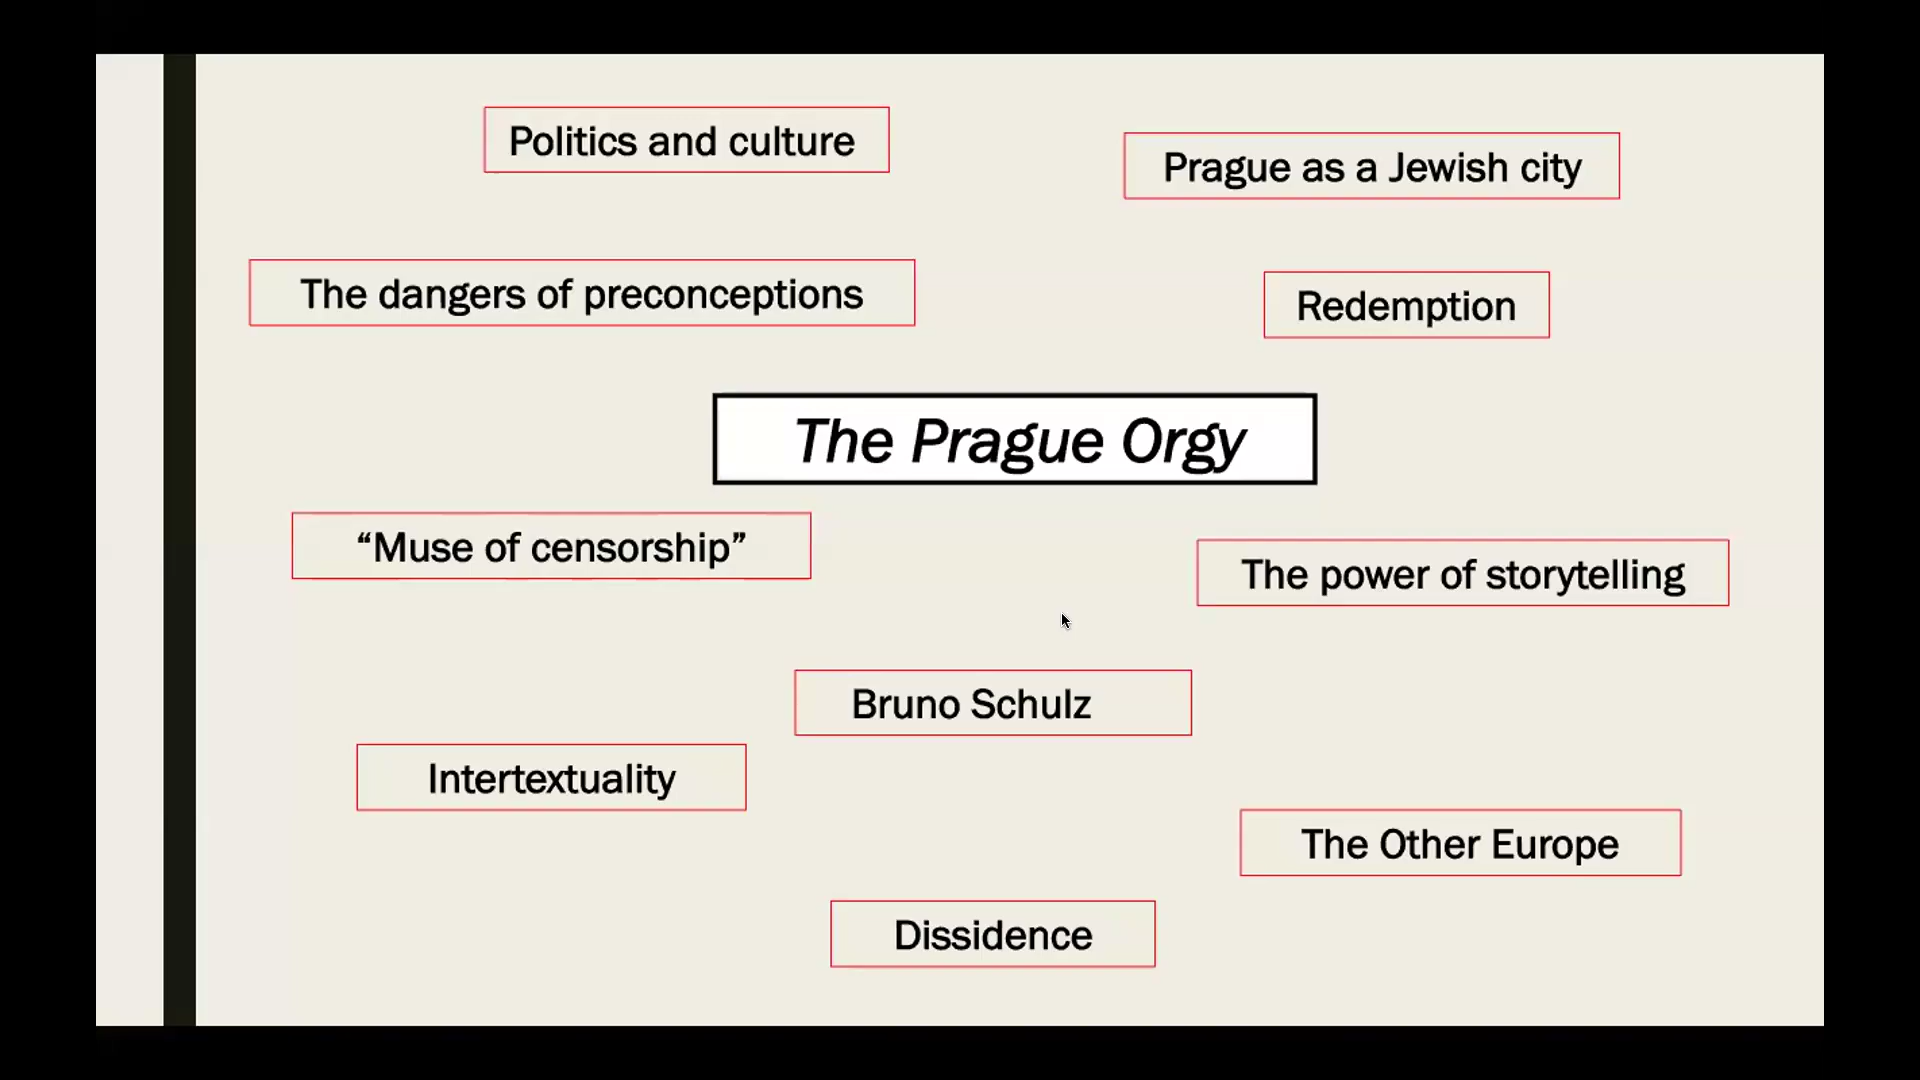 Politics and culture
Prague as a Jewish city
The dangers of preconceptions
Redemption
The Prague Orgy
“Muse of censorship”
The power of storytelling
Bruno Schulz
Intertextuality
The Other Europe
Dissidence